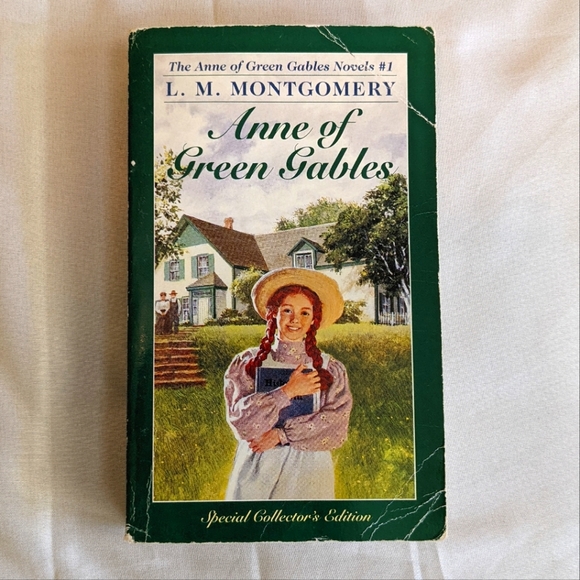 The Anne of Green Gables Novels #1
L. M. MONTGOMERY
Anne of
Green Gables
Special Collector's Edition